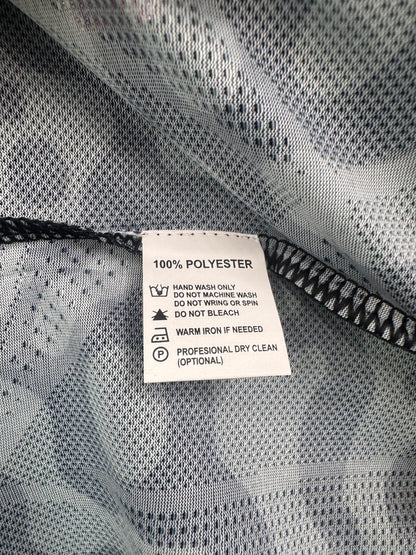 100% POLYESTER
HAND WASH ONLY
DO NOT MACHINE WASH
DO NOT WRING OR SPIN
DO NOT BLEACH
WARM IRON IF NEEDED
P PROFESIONAL DRY CLEAN
(OPTIONAL)